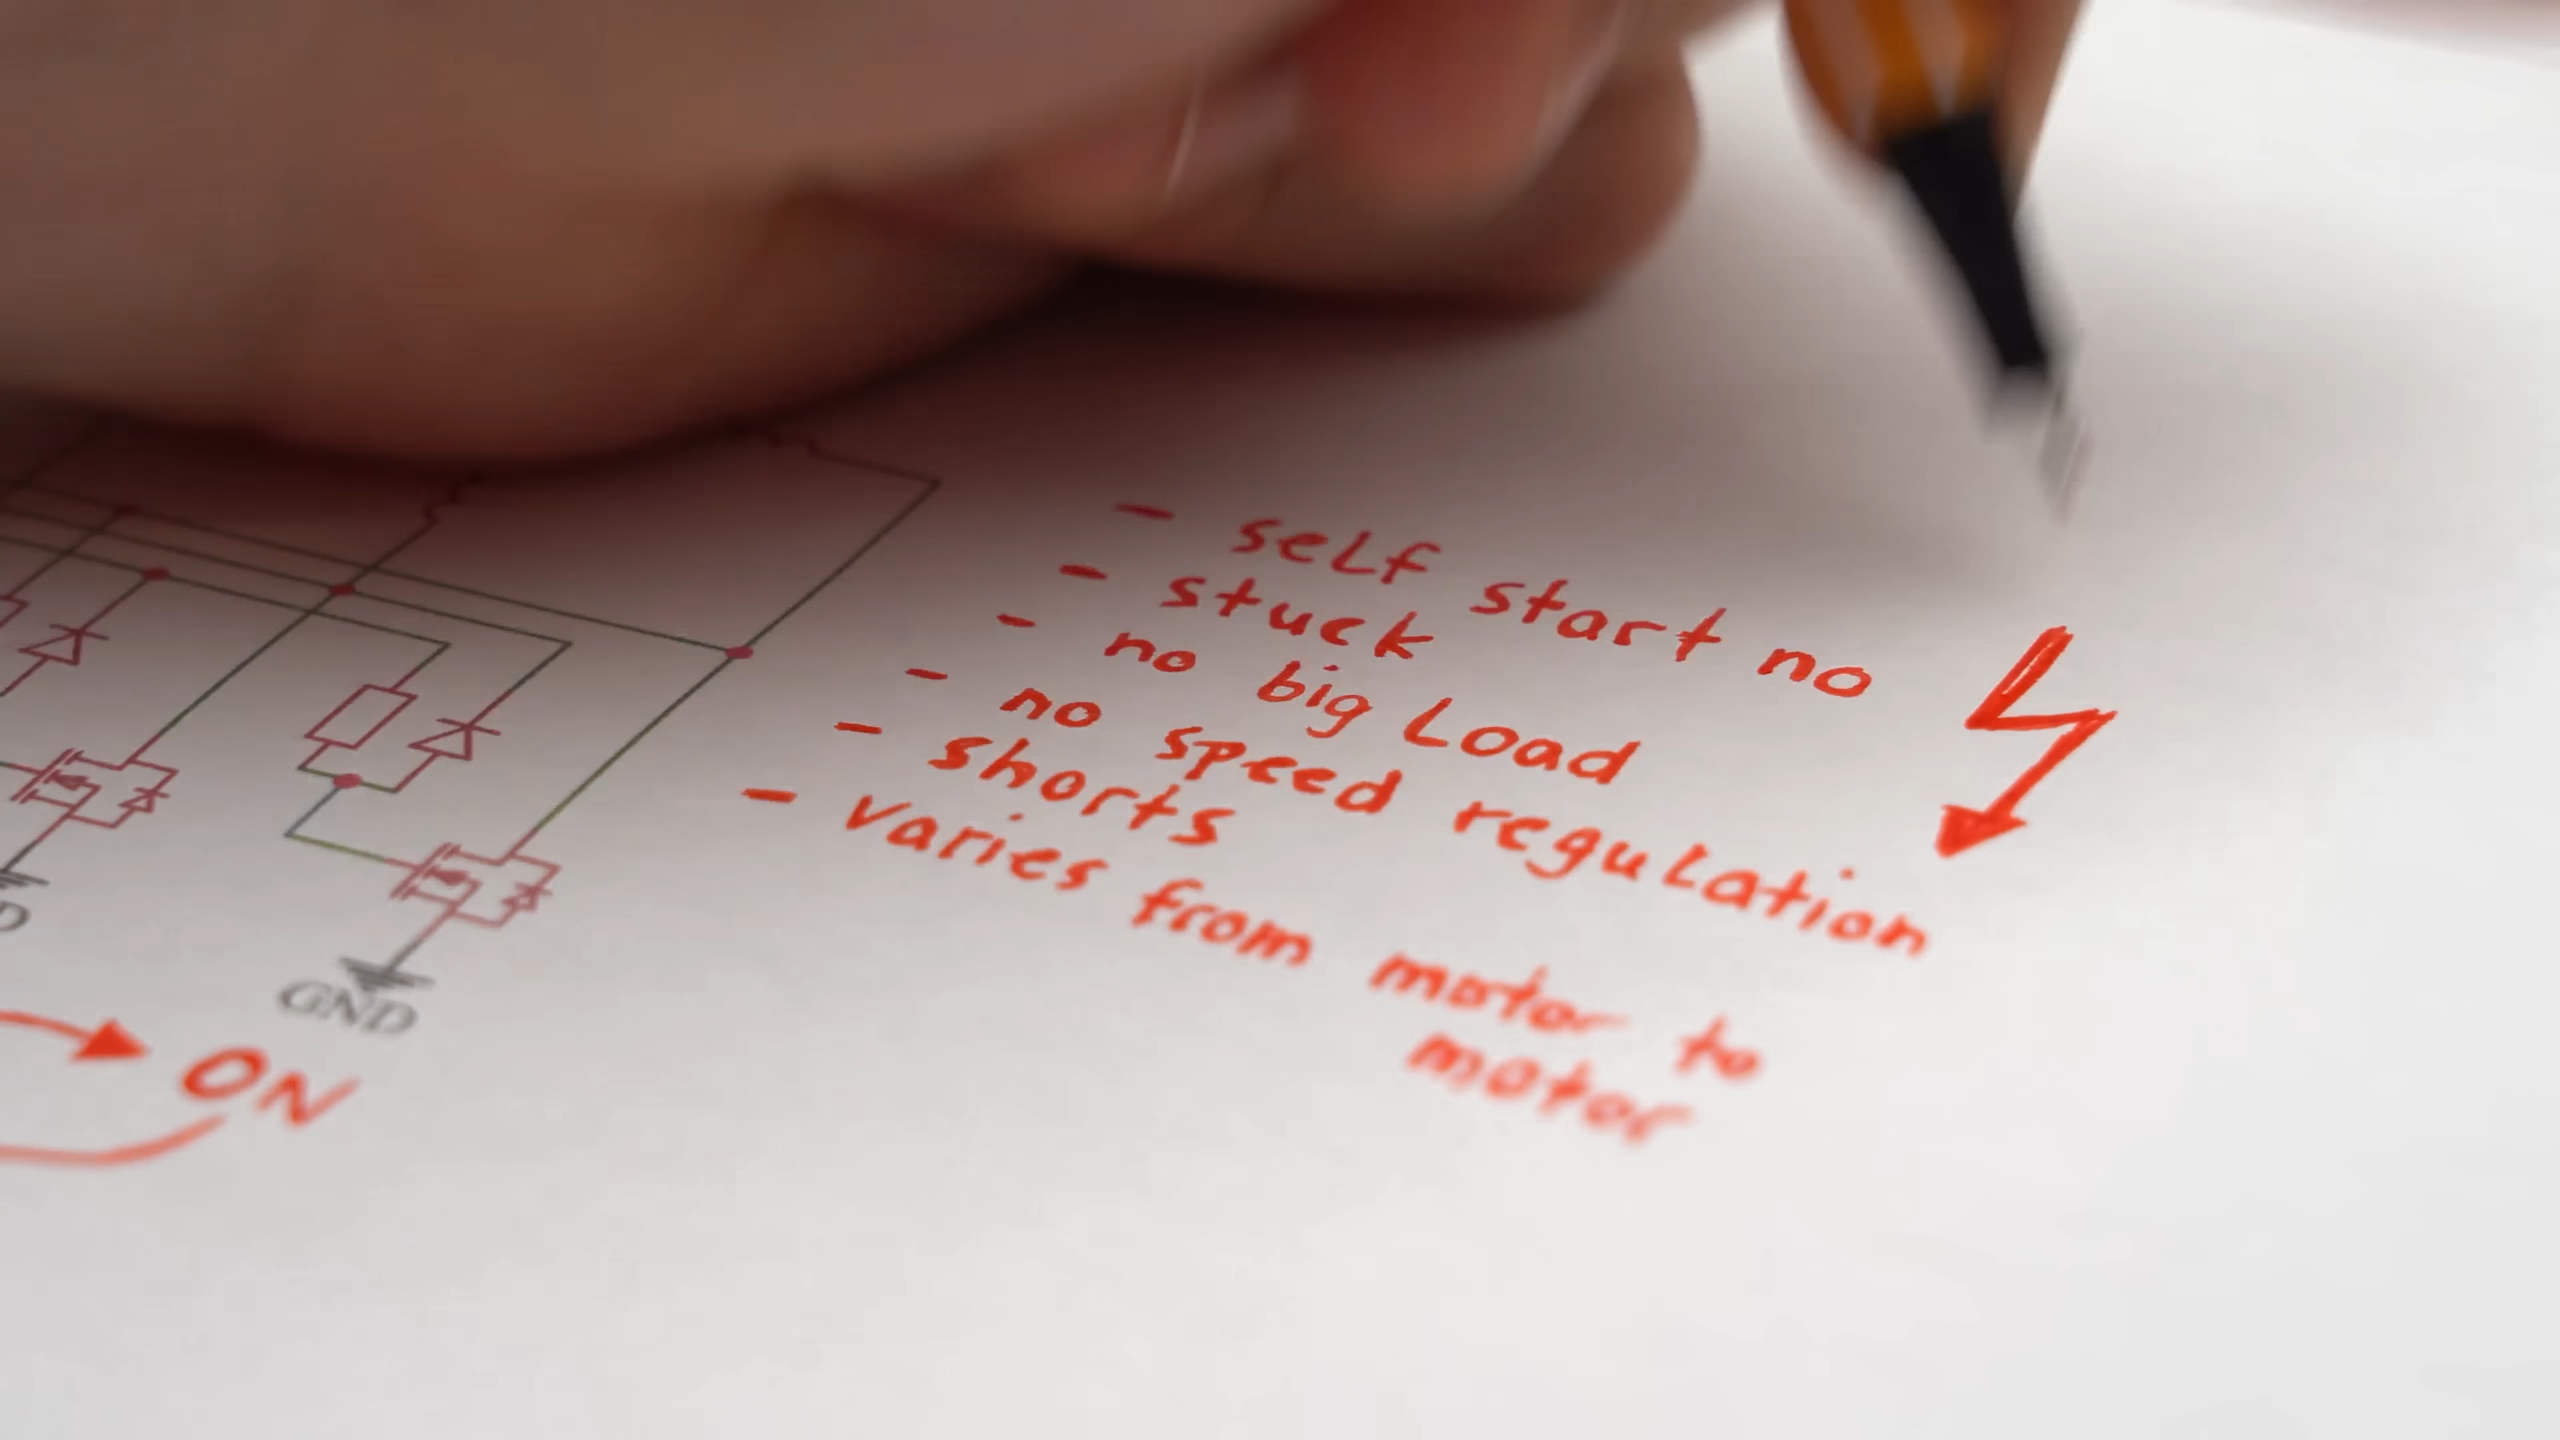 - self start no
- stuck
- no big Load
- no speed regulation
- shorts
- varies from motor to
motor
GND
ON